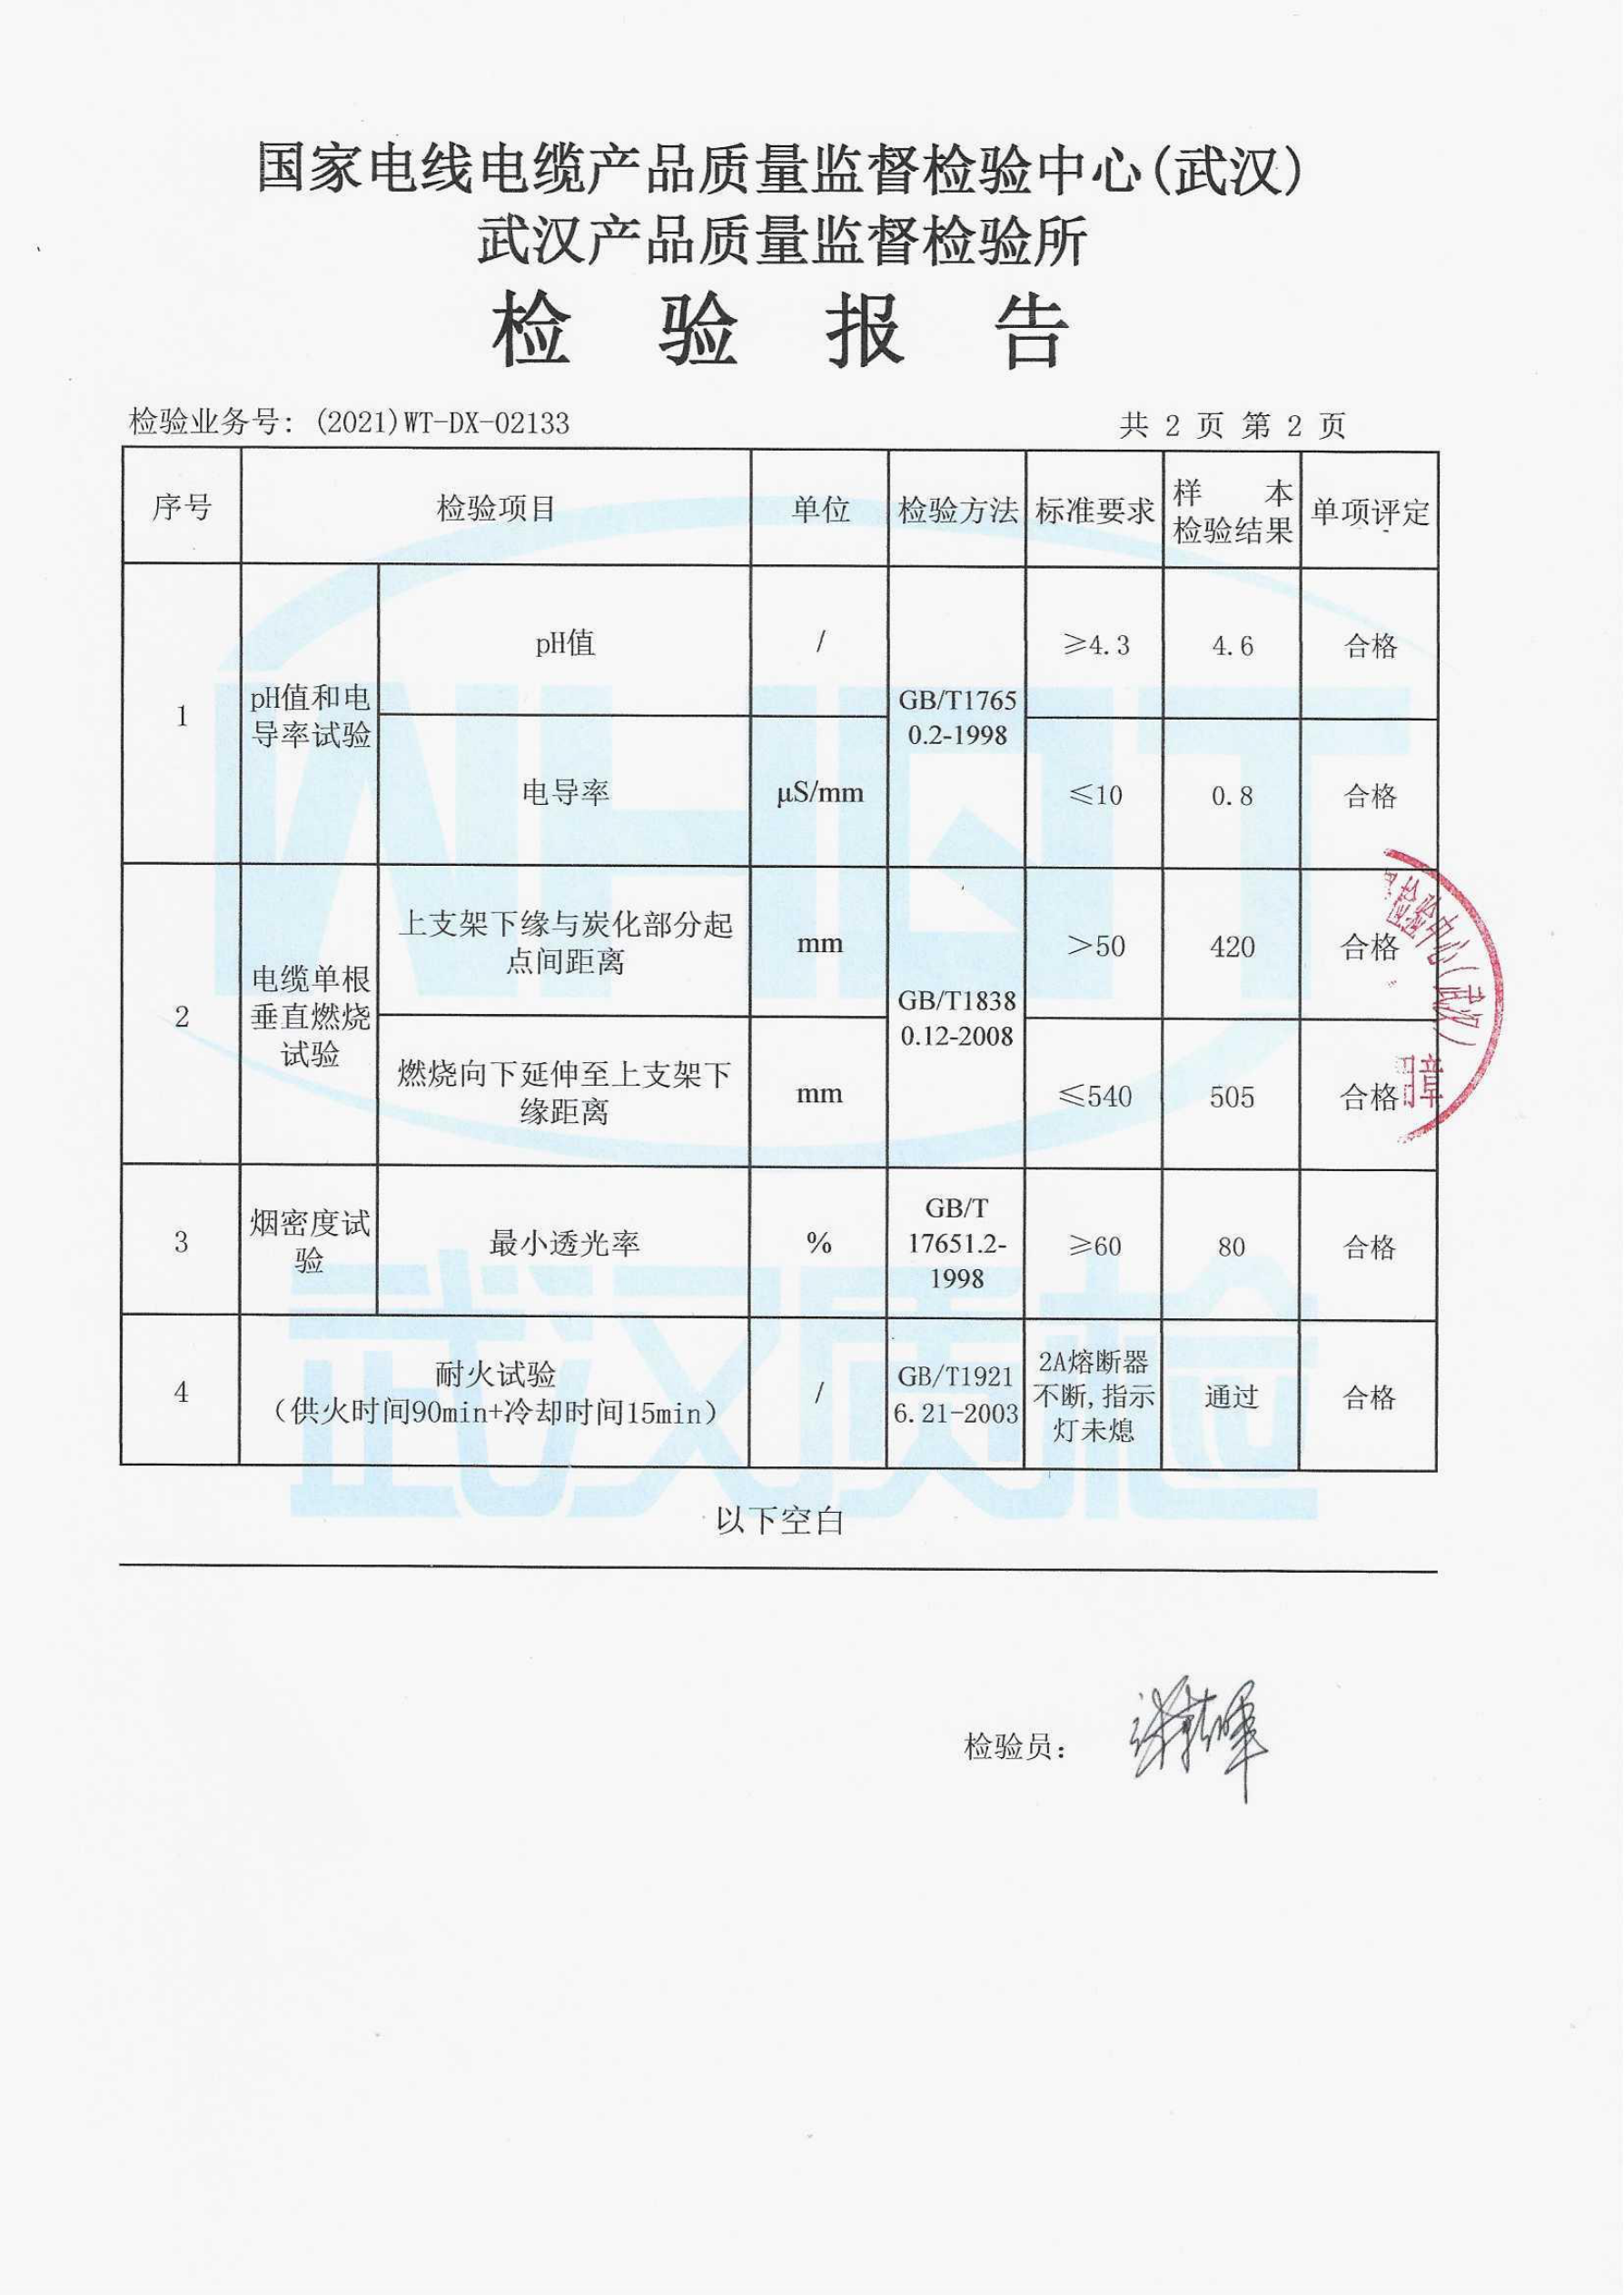 国家电线电缆产品质量监督检验中心(武汉)
武汉产品质量监督检验所
检 验 报 告
检验业务号: (2021)WT-DX-02133
共 2 页 第 2 页
序号
检验项目
单位
检验方法
标准要求
样 本
检验结果
单项评定
1
pH值和电
导率试验
pH值
/
GB/T1765
0.2-1998
≥4.3
4.6
合格
电导率
μS/mm
≤10
0.8
合格
2
电缆单根
垂直燃烧
试验
上支架下缘与炭化部分起
点间距离
mm
GB/T1838
0.12-2008
>50
420
合格
燃烧向下延伸至上支架下
缘距离
mm
≤540
505
合格
检验中心(武汉)
章
3
烟密度试
验
最小透光率
%
GB/T
17651.2-
1998
≥60
80
合格
4
耐火试验
(供火时间90min+冷却时间15min)
/
GB/T1921
6.21-2003
2A熔断器
不断,指示
灯未熄
通过
合格
以下空白
WHQT
武汉质检
检验员: